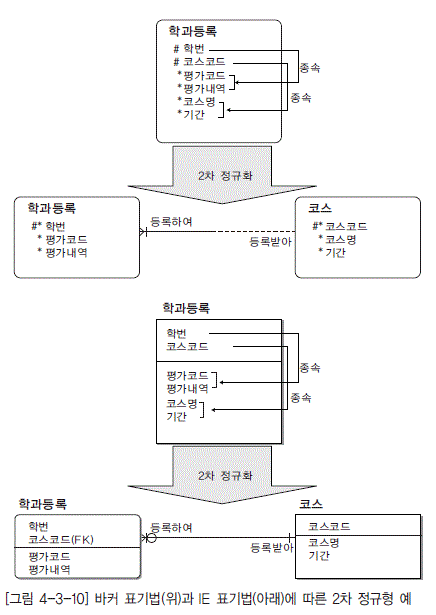 학과등록
# 학번
# 코스코드
* 평가코드
* 평가내역
* 코스명
* 기간
종속
종속
2차 정규화
학과등록
#* 학번
* 평가코드
* 평가내역
등록하여
등록받아
코스
#* 코스코드
* 코스명
* 기간
학과등록
학번
코스코드
평가코드
평가내역
코스명
기간
종속
종속
2차 정규화
학과등록
학번
코스코드(FK)
평가코드
평가내역
등록하여
등록받아
코스
코스코드
코스명
기간
[그림 4-3-10] 바커 표기법(위)과 IE 표기법(아래)에 따른 2차 정규형 예